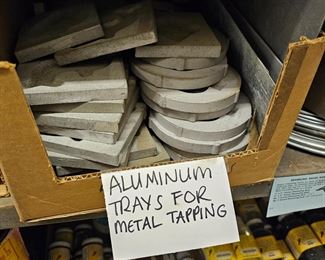 ALUMINUM
TRAYS FOR
METAL TAPPING